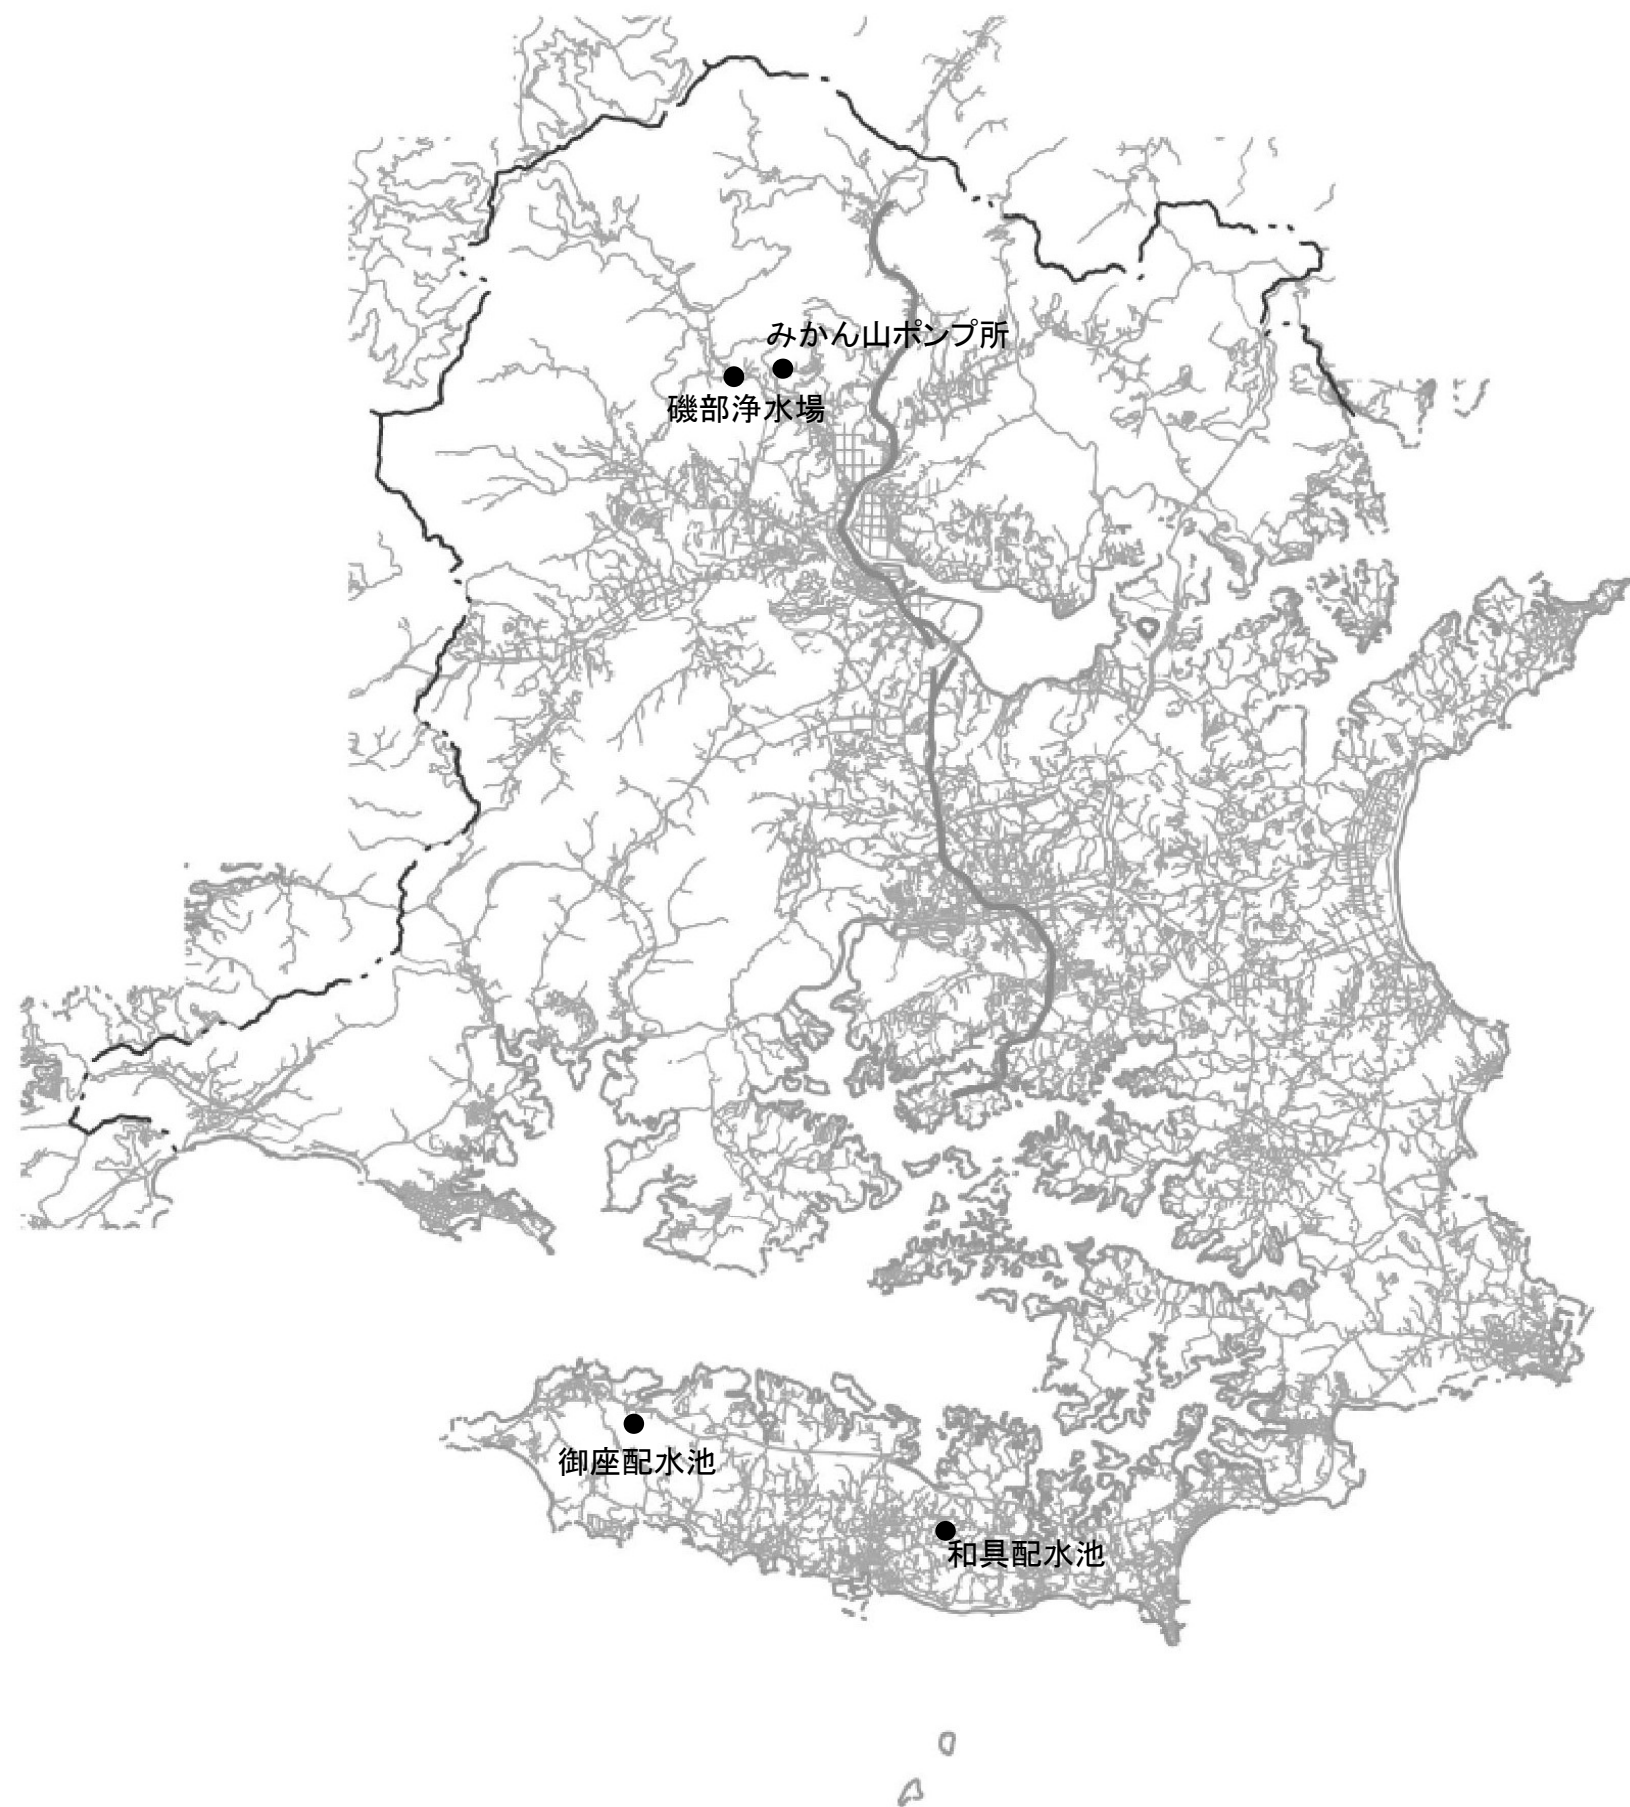 みかん山ポンプ所
磯部浄水場
御座配水池
和具配水池